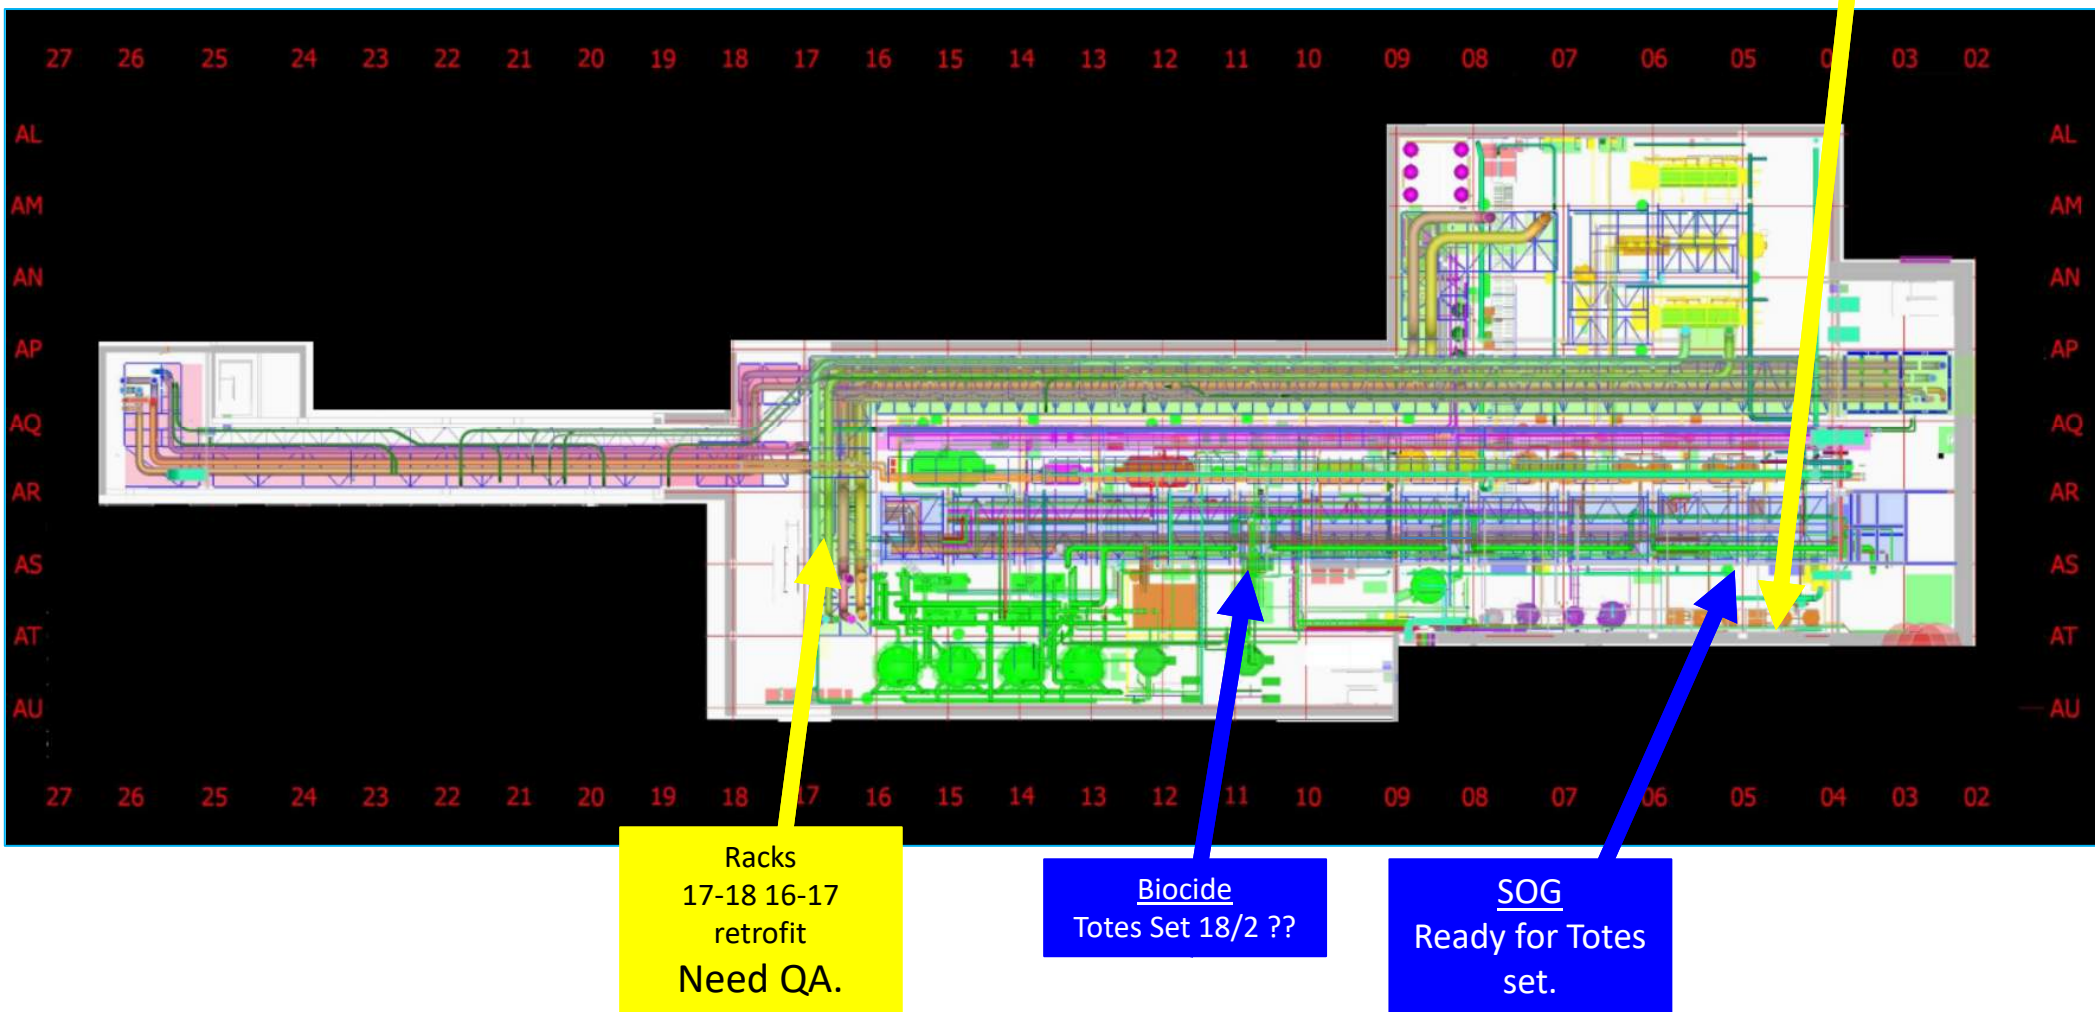 27 26 25 24 23 22 21 20 19 18 17 16 15 14 13 12 11 10 09 08 07 06 05 0 03 02
AL AL
AM AM
AN AN
AP AP
AQ AQ
AR AR
AS AS
AT AT
AU AU
27 26 25 24 23 22 21 20 19 18 17 16 15 14 13 12 11 10 09 08 07 06 05 04 03 02
Racks
17-18 16-17
retrofit
Need QA.
Biocide
Totes Set 18/2 ??
SOG
Ready for Totes
set.